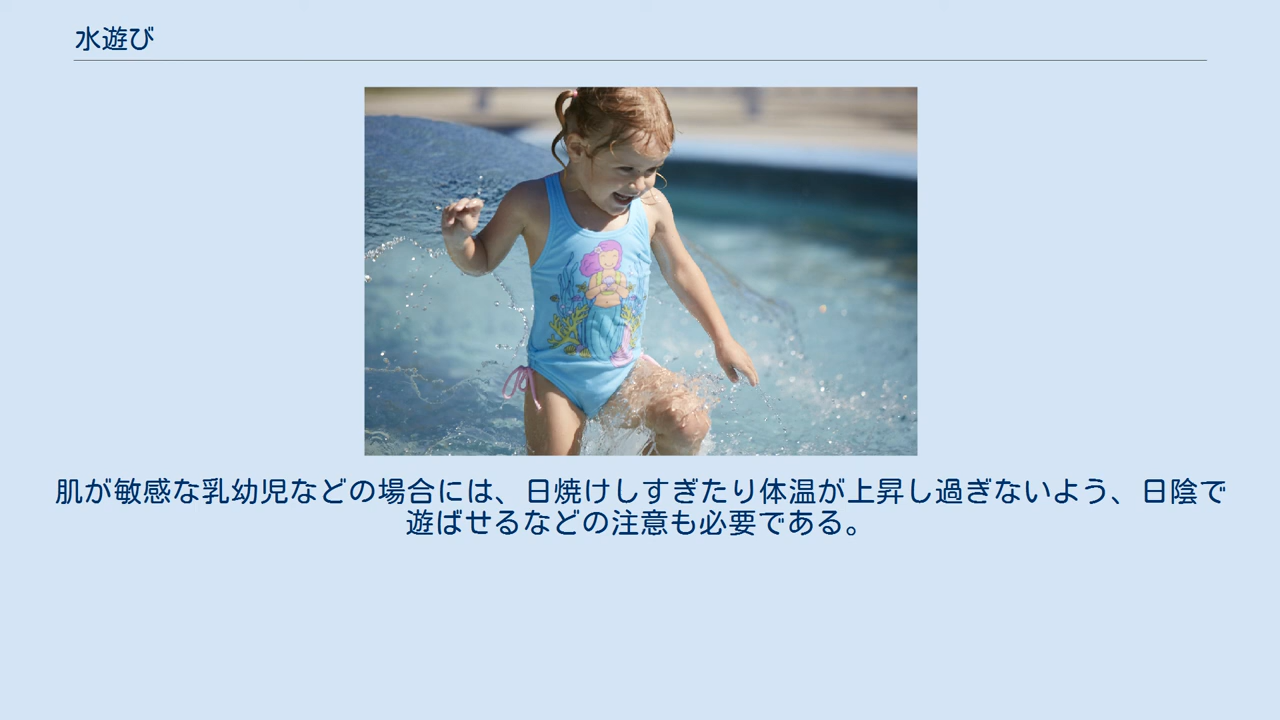 水遊び
肌が敏感な乳幼児などの場合には、日焼けしすぎたり体温が上昇し過ぎないよう、日陰で
遊ばせるなどの注意も必要である。